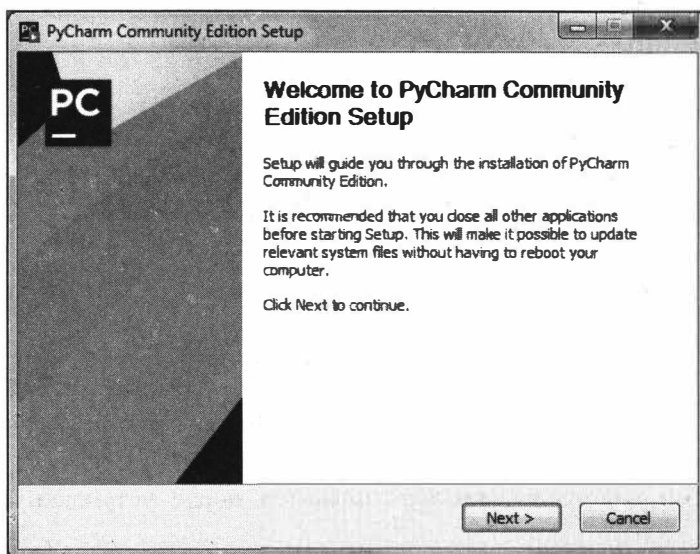 PyCharm Community Edition Setup
PC
Welcome to PyCharm Community
Edition Setup
Setup will guide you through the installation of PyCharm
Community Edition.
It is recommended that you close all other applications
before starting Setup. This will make it possible to update
relevant system files without having to reboot your
computer.
Click Next to continue.
Next >
Cancel